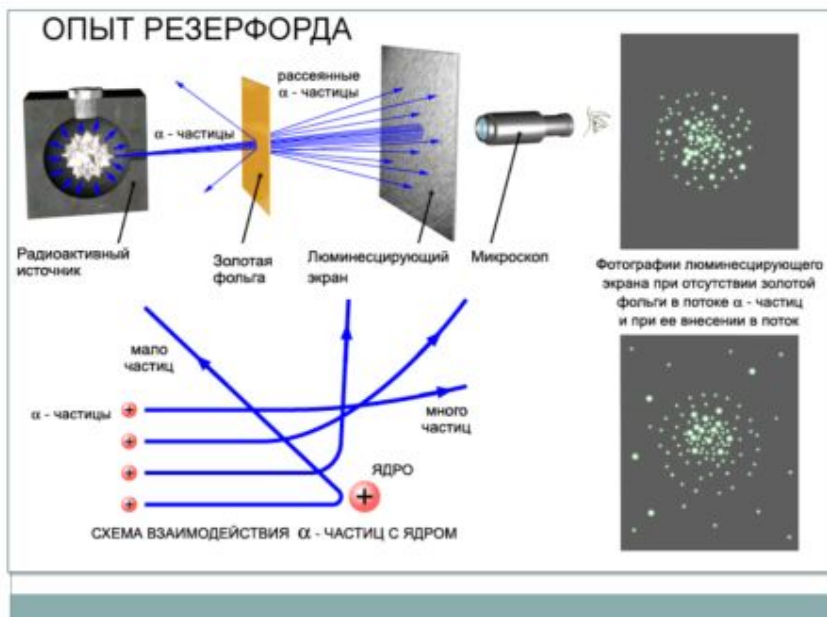 ОПЫТ РЕЗЕРФОРДА
рассеянные
α - частицы
α - частицы
Радиоактивный
источник
Золотая
фольга
Люминесцирующий
экран
Микроскоп
Фотографии люминесцирующего
экрана при отсутствии золотой
фольги в потоке α - частиц
и при ее внесении в поток
мало
частиц
α - частицы
много
частиц
ЯДРО
СХЕМА ВЗАИМОДЕЙСТВИЯ α - ЧАСТИЦ С ЯДРОМ